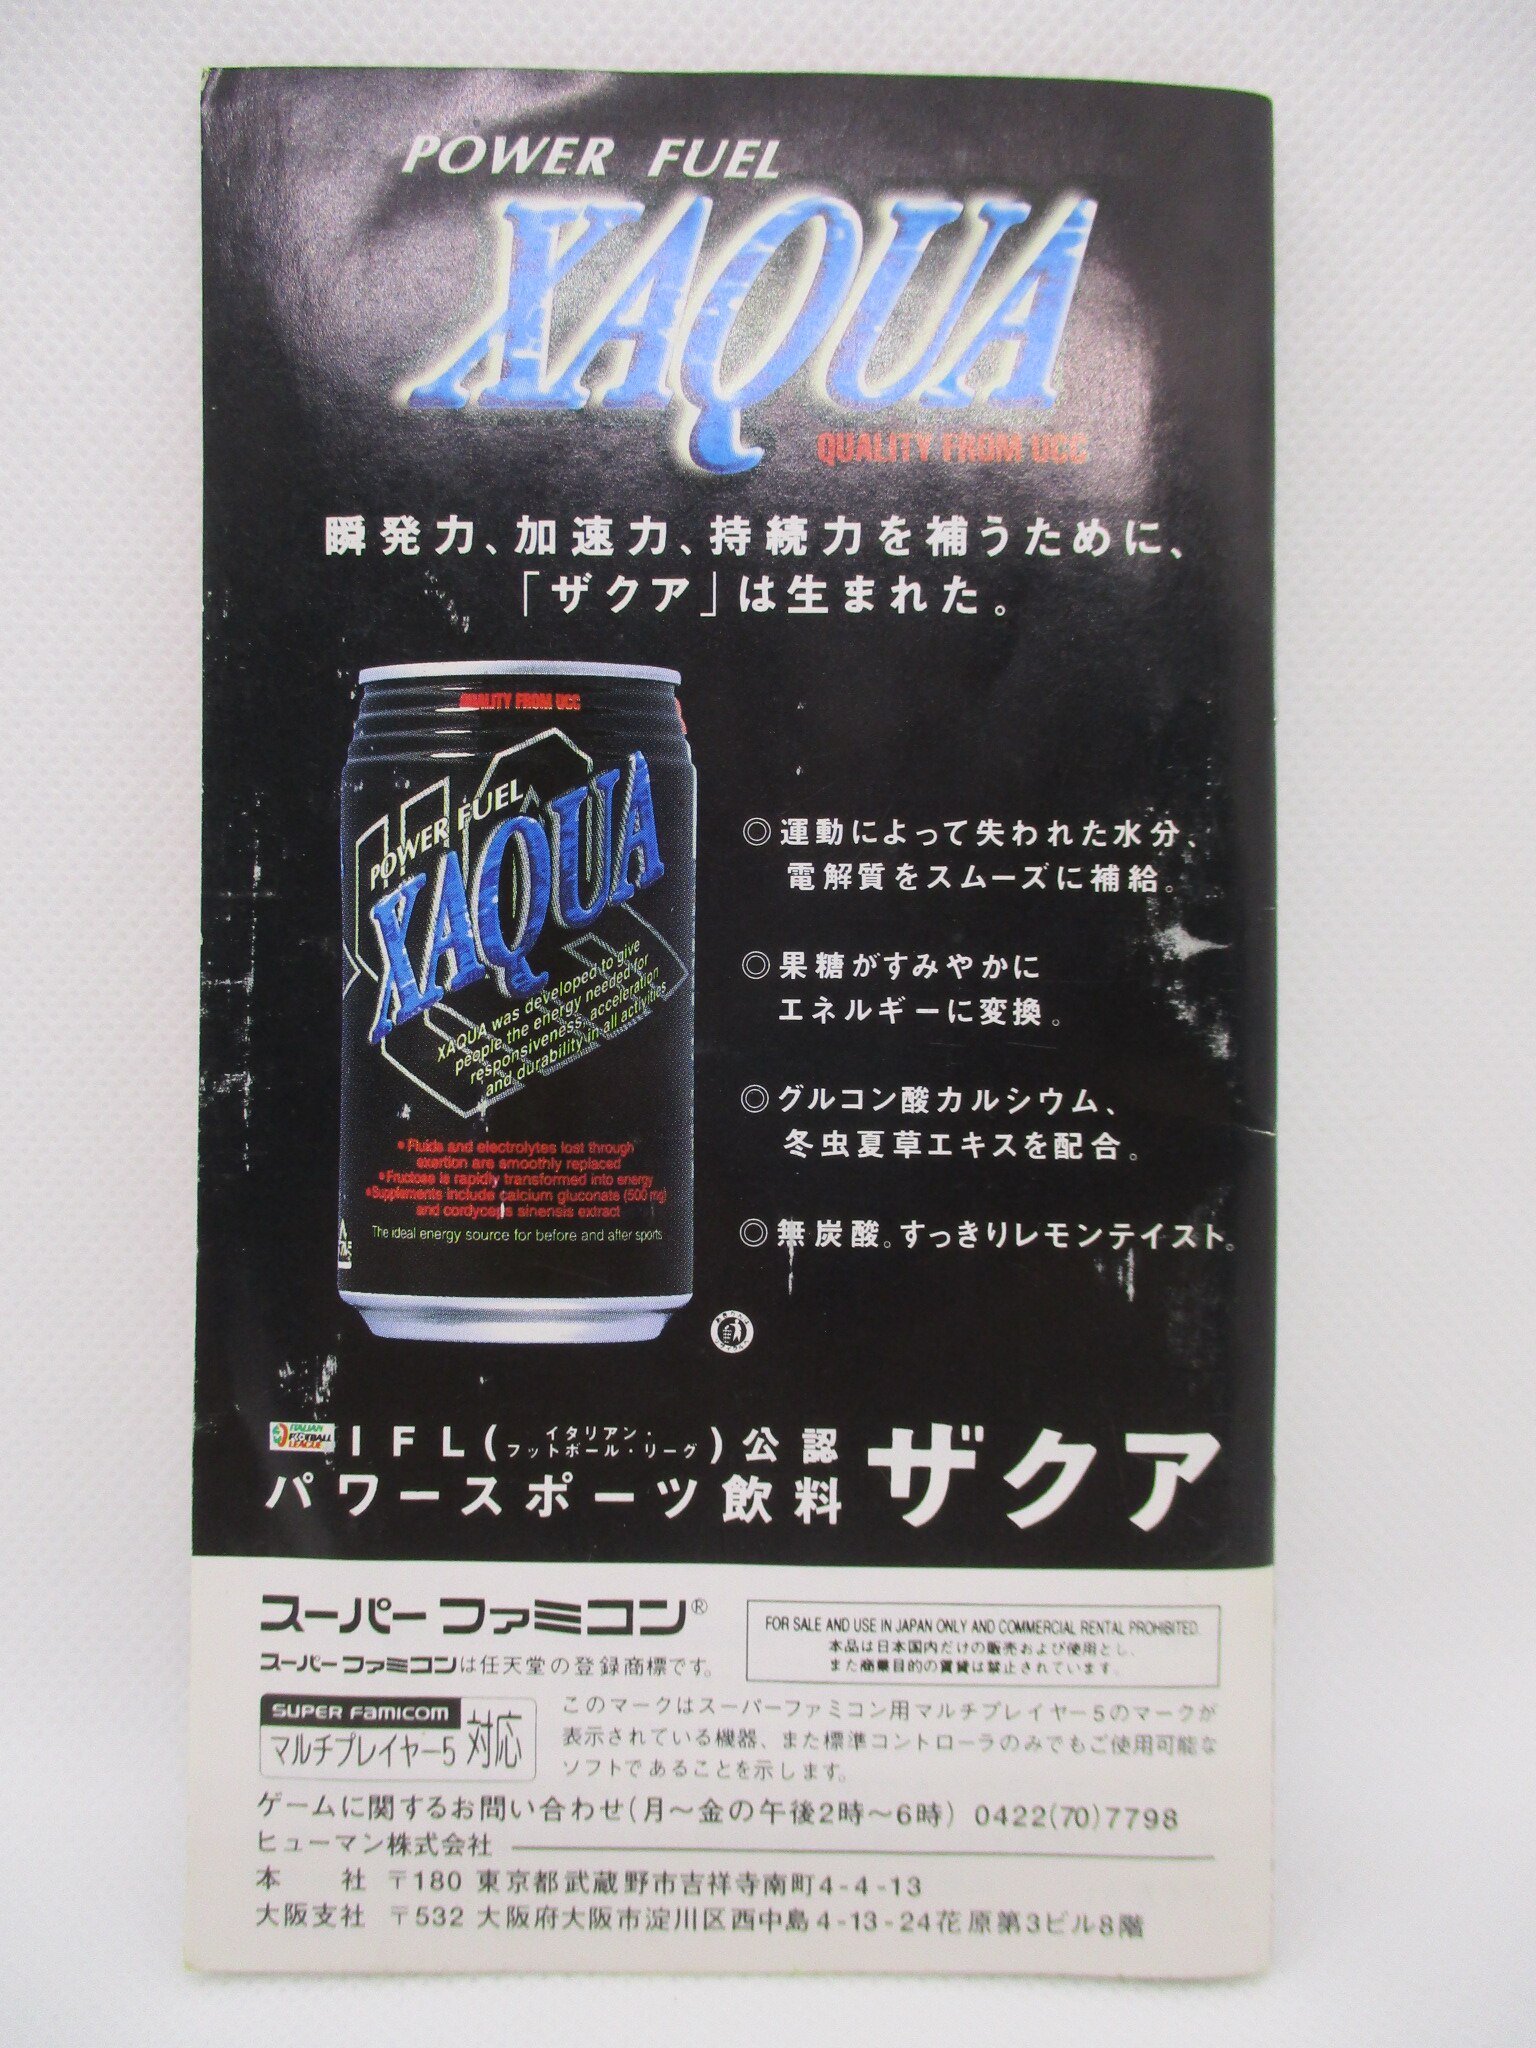 POWER FUEL
XAQUA
QUALITY FROM UCC
瞬発力、加速力、持続力を補うために、
「ザクア」は生まれた。
QUALITY FROM UCC
POWER FUEL
XAQUA
XAQUA was developed to give
people the energy needed for
responsiveness, acceleration
and durability in all activities
• Fluids and electrolytes lost through
exertion are smoothly replaced
• Fructose is rapidly transformed into energy
• Supplements include calcium gluconate (500 mg)
and cordyceps sinensis extract
The ideal energy source for before and after sports
◎運動によって失われた水分、
電解質をスムーズに補給。
◎果糖がすみやかに
エネルギーに変換。
◎グルコン酸カルシウム、
冬虫夏草エキスを配合。
◎無炭酸。すっきりレモンテイスト。
ITALIAN
FOOTBALL
LEAGUE
IFL(イタリアン・フットボール・リーグ)公認
パワースポーツ飲料 ザクア
スーパーファミコン®
スーパーファミコンは任天堂の登録商標です。
FOR SALE AND USE IN JAPAN ONLY AND COMMERCIAL RENTAL PROHIBITED.
本品は日本国内だけの販売および使用とし、
また商業目的の賃貸は禁止されています。
SUPER FAMICOM
マルチプレイヤー5 対応
このマークはスーパーファミコン用マルチプレイヤー5のマークが
表示されている機器、また標準コントローラのみでもご使用可能な
ソフトであることを示します。
ゲームに関するお問い合わせ(月〜金の午後2時〜6時) 0422(70)7798
ヒューマン株式会社
本 社 〒180 東京都武蔵野市吉祥寺南町4-4-13
大阪支社 〒532 大阪府大阪市淀川区西中島4-13-24花原第3ビル8階